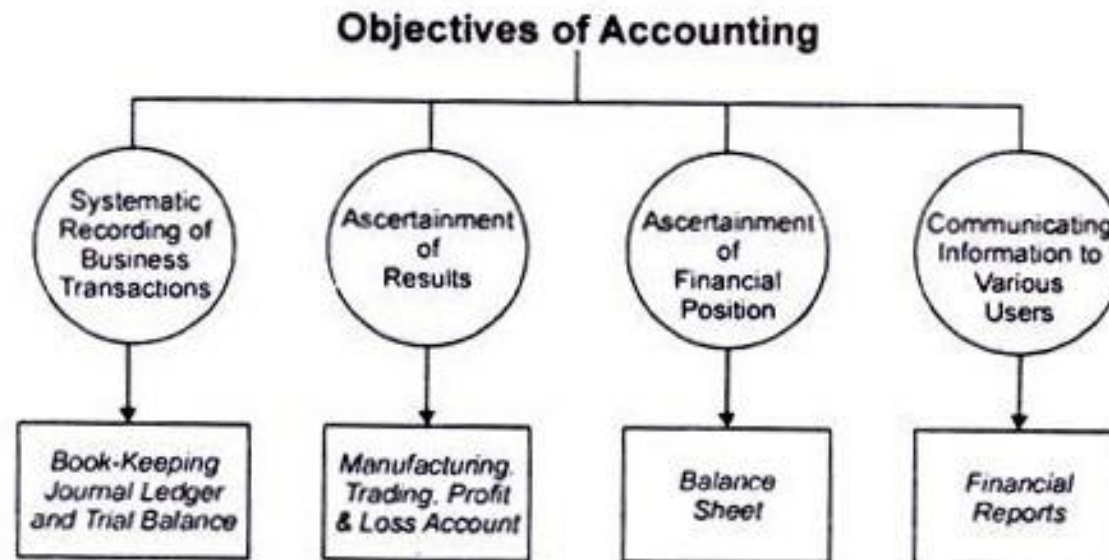 Objectives of Accounting
Systematic
Recording of
Business
Transactions
Ascertainment
of
Results
Ascertainment
of
Financial
Position
Communicating
Information to
Various
Users
Book-Keeping
Journal Ledger
and Trial Balance
Manufacturing.
Trading. Profit
& Loss Account
Balance
Sheet
Financial
Reports